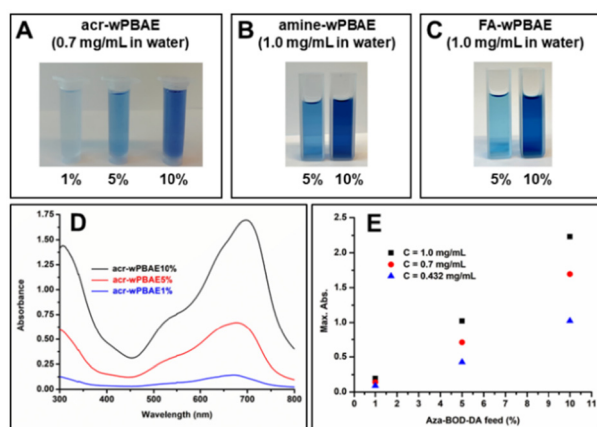 A
acr-wPBAE
(0.7 mg/mL in water)
1% 5% 10%
B
amine-wPBAE
(1.0 mg/mL in water)
5% 10%
C
FA-wPBAE
(1.0 mg/mL in water)
5% 10%
D
acr-wPBAE10%
acr-wPBAE5%
acr-wPBAE1%
Absorbance
1.75
1.50
1.25
1.00
0.75
0.50
0.25
0.00
300 400 500 600 700 800
Wavelength (nm)
E
C = 1.0 mg/mL
C = 0.7 mg/mL
C = 0.432 mg/mL
Max. Abs.
2.5
2.0
1.5
1.0
0.5
0.0
0 1 2 3 4 5 6 7 8 9 10 11
Aza-BOD-DA feed (%)